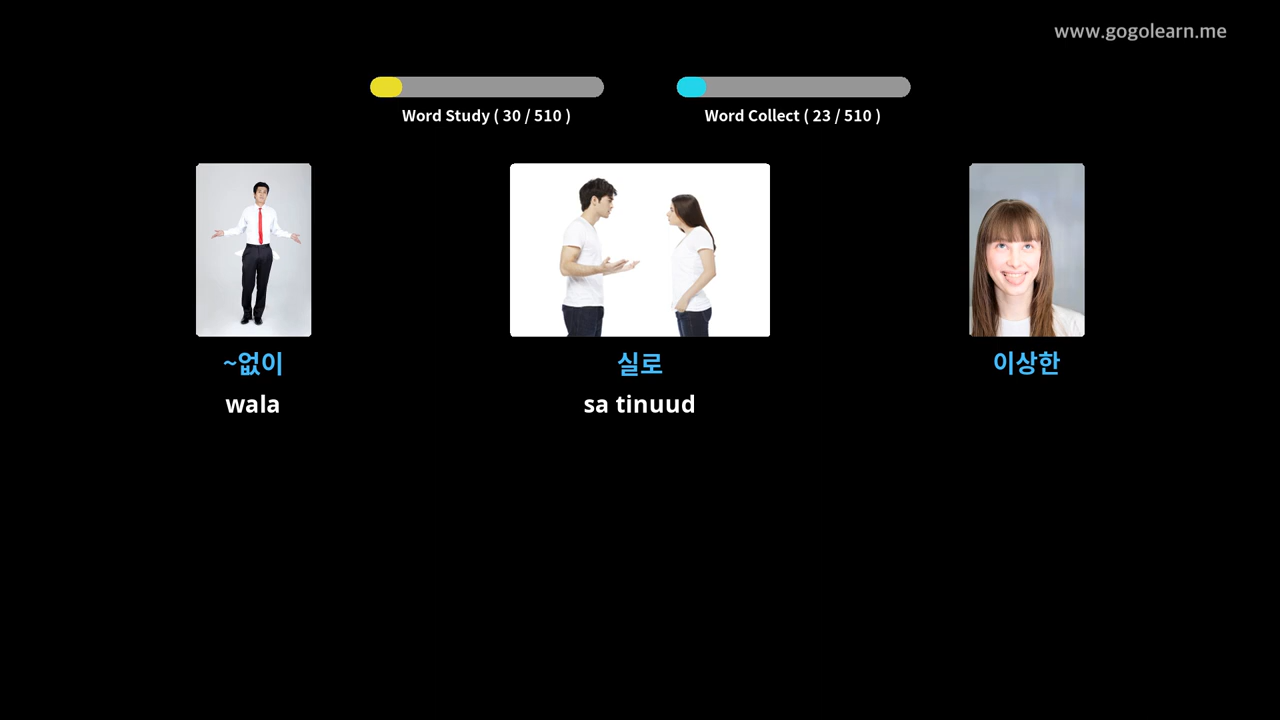 www.gogolearn.me
Word Study ( 30 / 510 )
Word Collect ( 23 / 510 )
~없이
실로
이상한
wala
sa tinuud